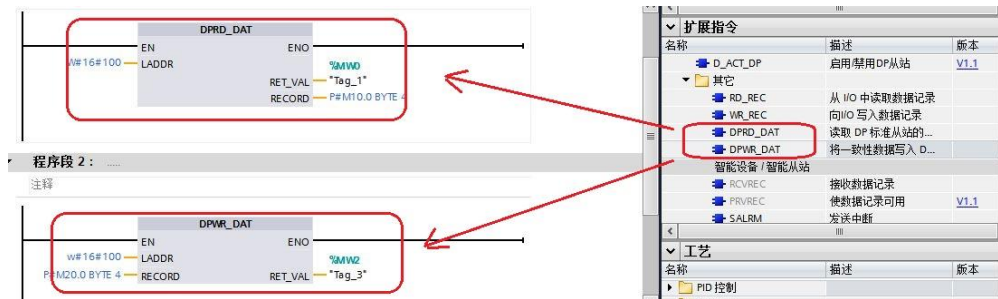 DPRD_DAT
EN
ENO
W#16#100
LADDR
%MW0
RET_VAL
"Tag_1"
RECORD
P#M10.0 BYTE 4
程序段 2： .....
注释
DPWR_DAT
EN
ENO
w#16#100
LADDR
%MW2
P#M20.0 BYTE 4
RECORD
RET_VAL
"Tag_3"
扩展指令
名称 描述 版本
D_ACT_DP 启用/禁用DP从站 V1.1
其它
RD_REC 从 I/O 中读取数据记录
WR_REC 向I/O 写入数据记录
DPRD_DAT 读取 DP 标准从站的...
DPWR_DAT 将一致性数据写入 D...
智能设备 / 智能从站
RCVREC 接收数据记录
PRVREC 使数据记录可用 V1.1
SALRM 发送中断
工艺
名称 描述 版本
PID 控制